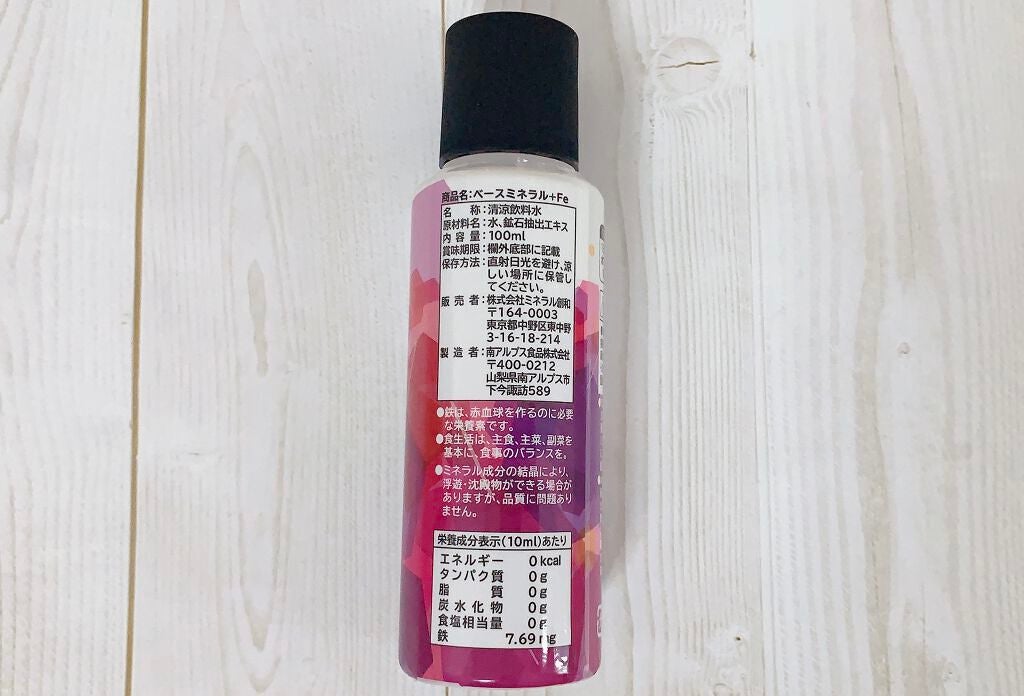 商品名:ベースミネラル+Fe
名称:清涼飲料水
原材料名:水、鉱石抽出エキス
内容量:100ml
賞味期限:欄外底部に記載
保存方法:直射日光を避け、涼
しい場所に保管し
てください。
販売者:株式会社ミネラル創和
〒164-0003
東京都中野区東中野
3-16-18-214
製造者:南アルプス食品株式会社
〒400-0212
山梨県南アルプス市
下今諏訪589
●鉄は、赤血球を作るのに必要
な栄養素です。
●食生活は、主食、主菜、副菜を
基本に、食事のバランスを。
●ミネラル成分の結晶により、
浮遊・沈殿物ができる場合が
ありますが、品質に問題あり
ません。
栄養成分表示(10ml)あたり
エネルギー 0kcal
タンパク質 0g
脂質 0g
炭水化物 0g
食塩相当量 0g
鉄 7.69mg